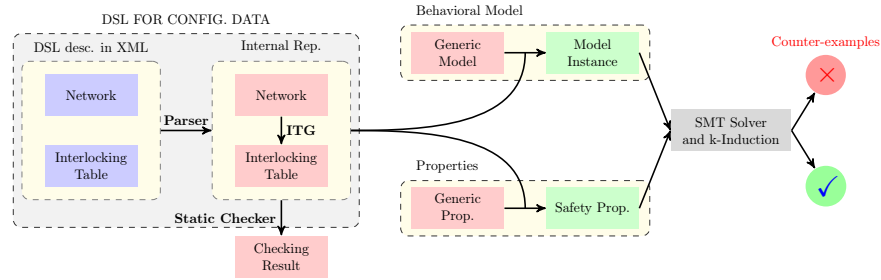 DSL FOR CONFIG. DATA
DSL desc. in XML
Network
Interlocking
Table
Parser
Internal Rep.
Network
ITG
Interlocking
Table
Static Checker
Checking
Result
Behavioral Model
Generic
Model
Model
Instance
Properties
Generic
Prop.
Safety Prop.
SMT Solver
and k-Induction
Counter-examples